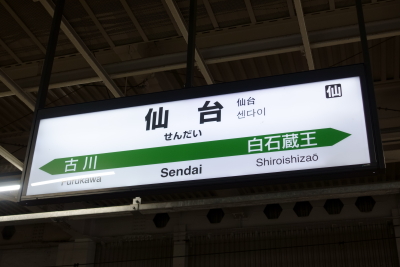 仙台
せんだい
仙台
센다이
仙
古川
白石蔵王
Furukawa
Sendai
Shiroishizaō